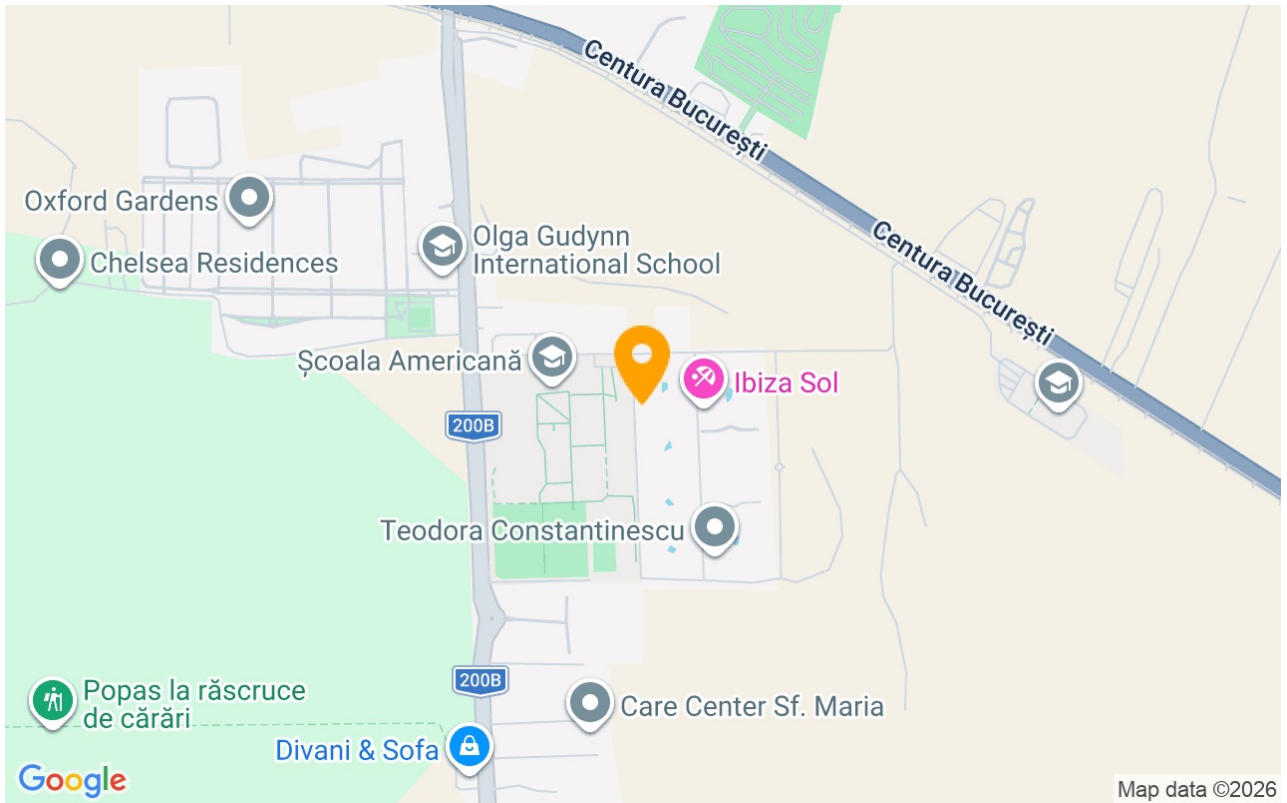 Centura București
Oxford Gardens
Chelsea Residences
Olga Gudynn
International School
Centura București
Școala Americană
Ibiza Sol
200B
Teodora Constantinescu
200B
Popas la răscruce
de cărări
Care Center Sf. Maria
Divani & Sofa
Google
Map data ©2026